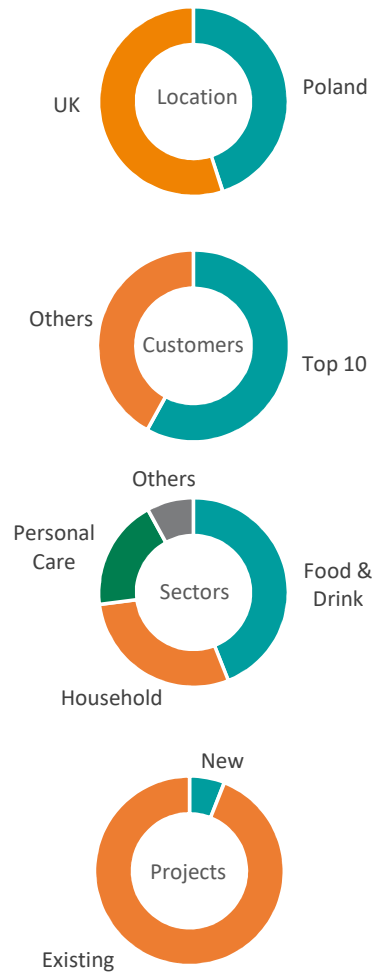 Location
Poland
UK
Others
Customers
Top 10
Others
Personal
Care
Sectors
Food &
Drink
Household
New
Projects
Existing